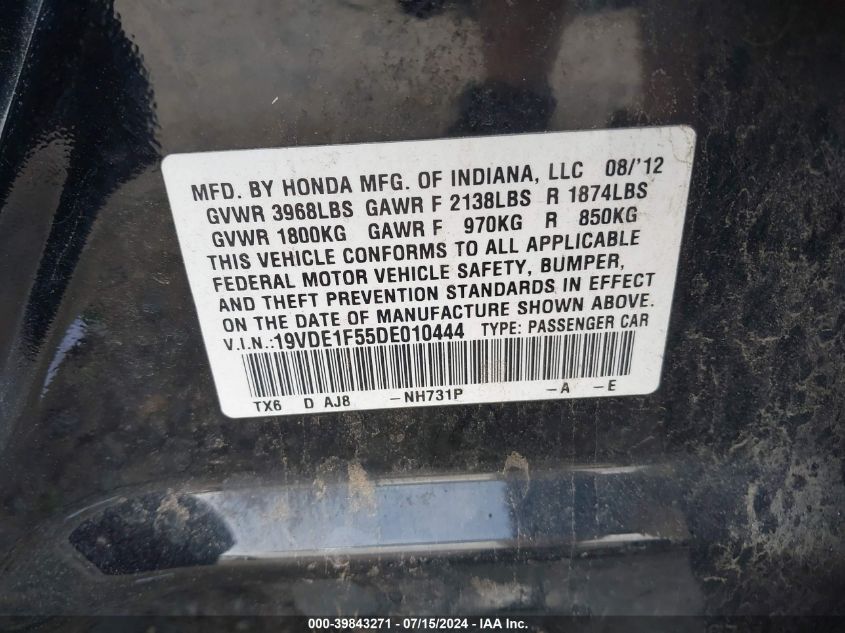 MFD. BY HONDA MFG. OF INDIANA, LLC 08/'12
GVWR 3968LBS GAWR F 2138LBS R 1874LBS
GVWR 1800KG GAWR F 970KG R 850KG
THIS VEHICLE CONFORMS TO ALL APPLICABLE
FEDERAL MOTOR VEHICLE SAFETY, BUMPER,
AND THEFT PREVENTION STANDARDS IN EFFECT
ON THE DATE OF MANUFACTURE SHOWN ABOVE.
V.I.N.:19VDE1F55DE010444 TYPE: PASSENGER CAR
TX6 D AJ8 -NH731P -A -E
000-39843271 - 07/15/2024 - IAA Inc.